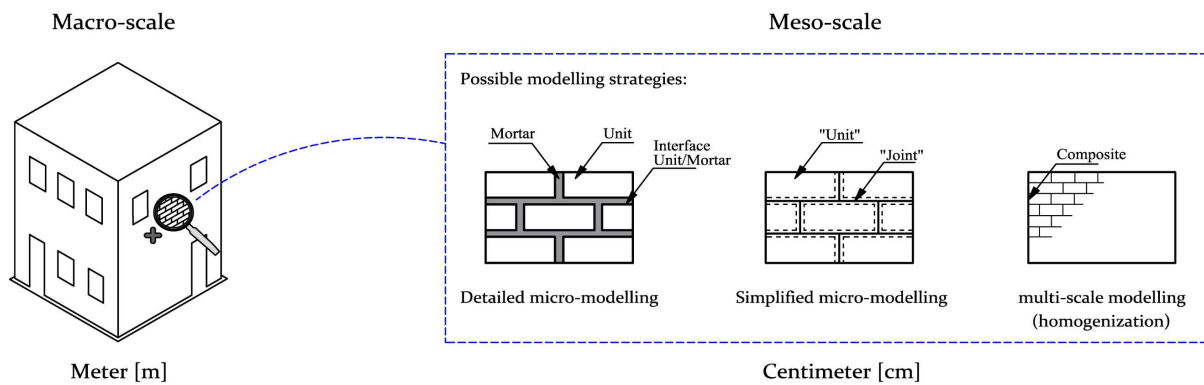 Macro-scale
Meso-scale
Possible modelling strategies:
Mortar
Unit
Interface
Unit/Mortar
"Unit"
"Joint"
Composite
Detailed micro-modelling
Simplified micro-modelling
multi-scale modelling
(homogenization)
Meter [m]
Centimeter [cm]